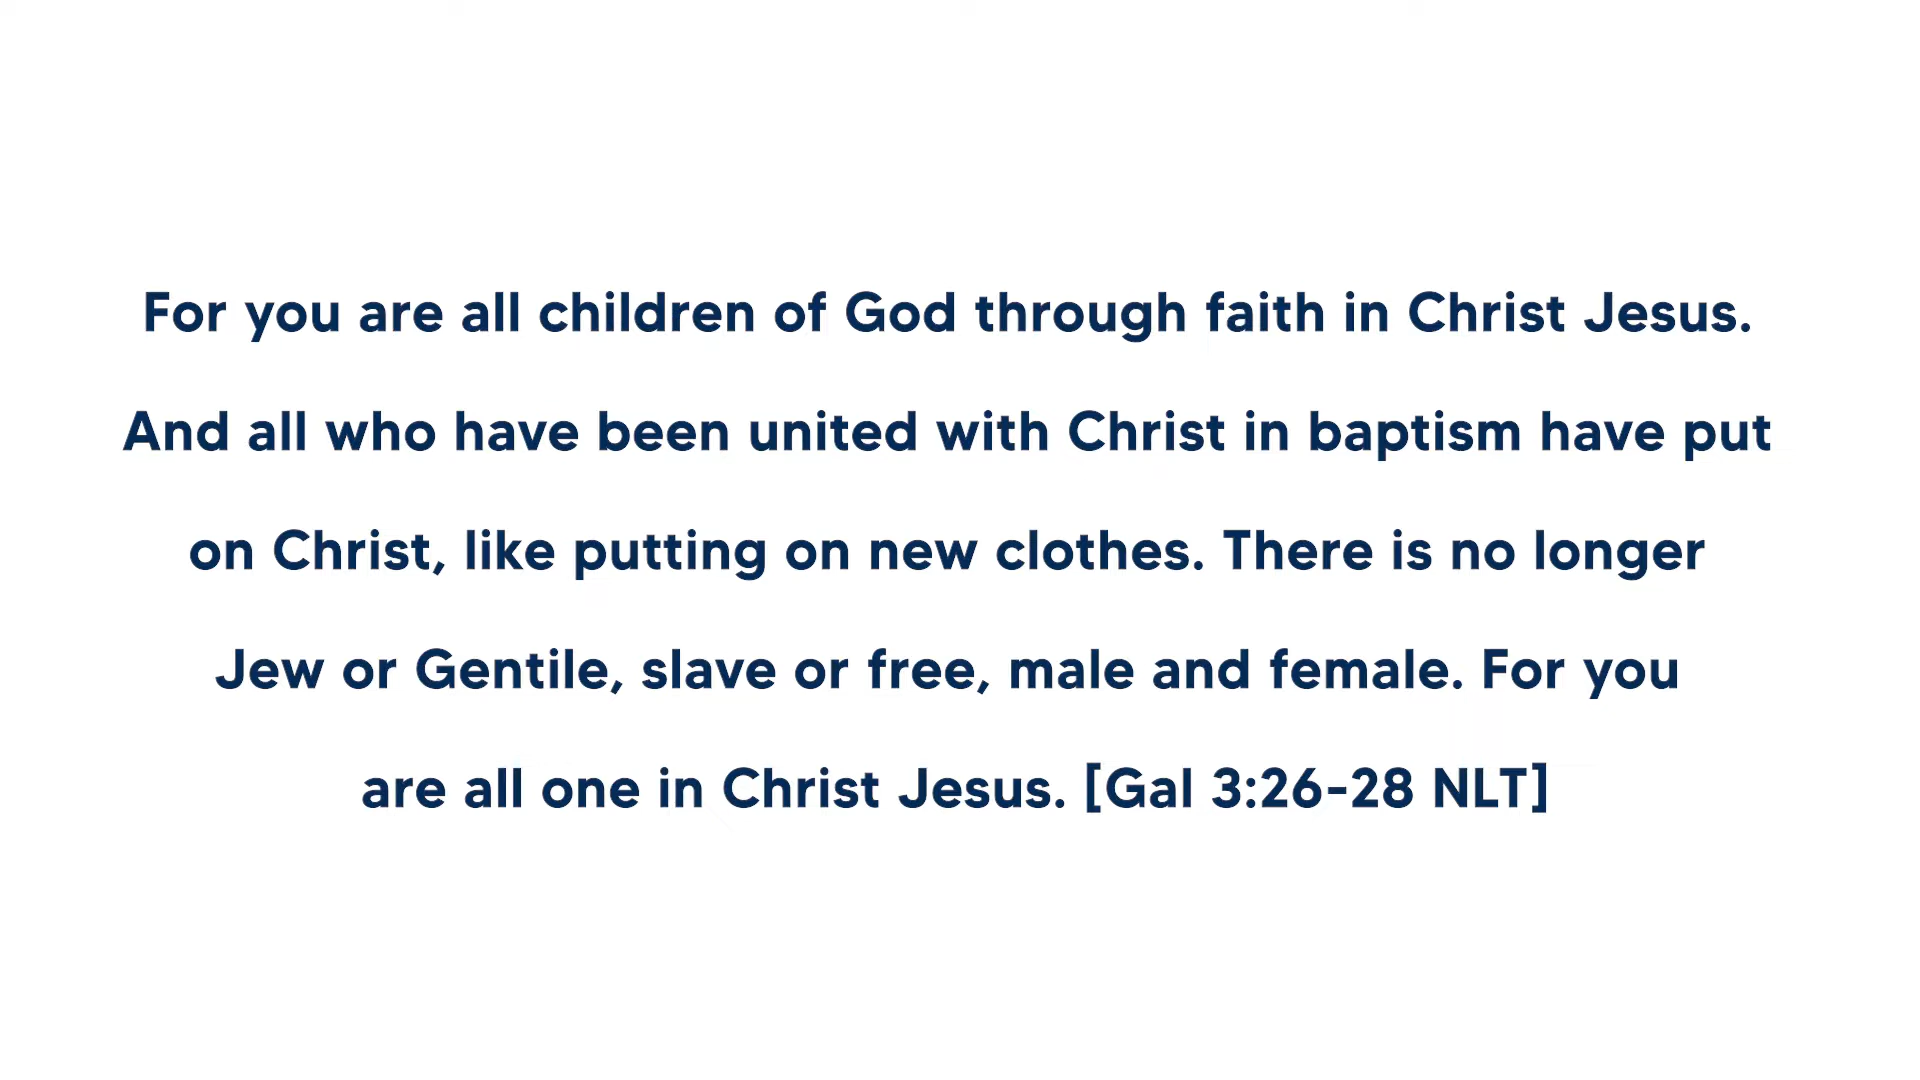 For you are all children of God through faith in Christ Jesus.
And all who have been united with Christ in baptism have put
on Christ, like putting on new clothes. There is no longer
Jew or Gentile, slave or free, male and female. For you
are all one in Christ Jesus. [Gal 3:26-28 NLT]